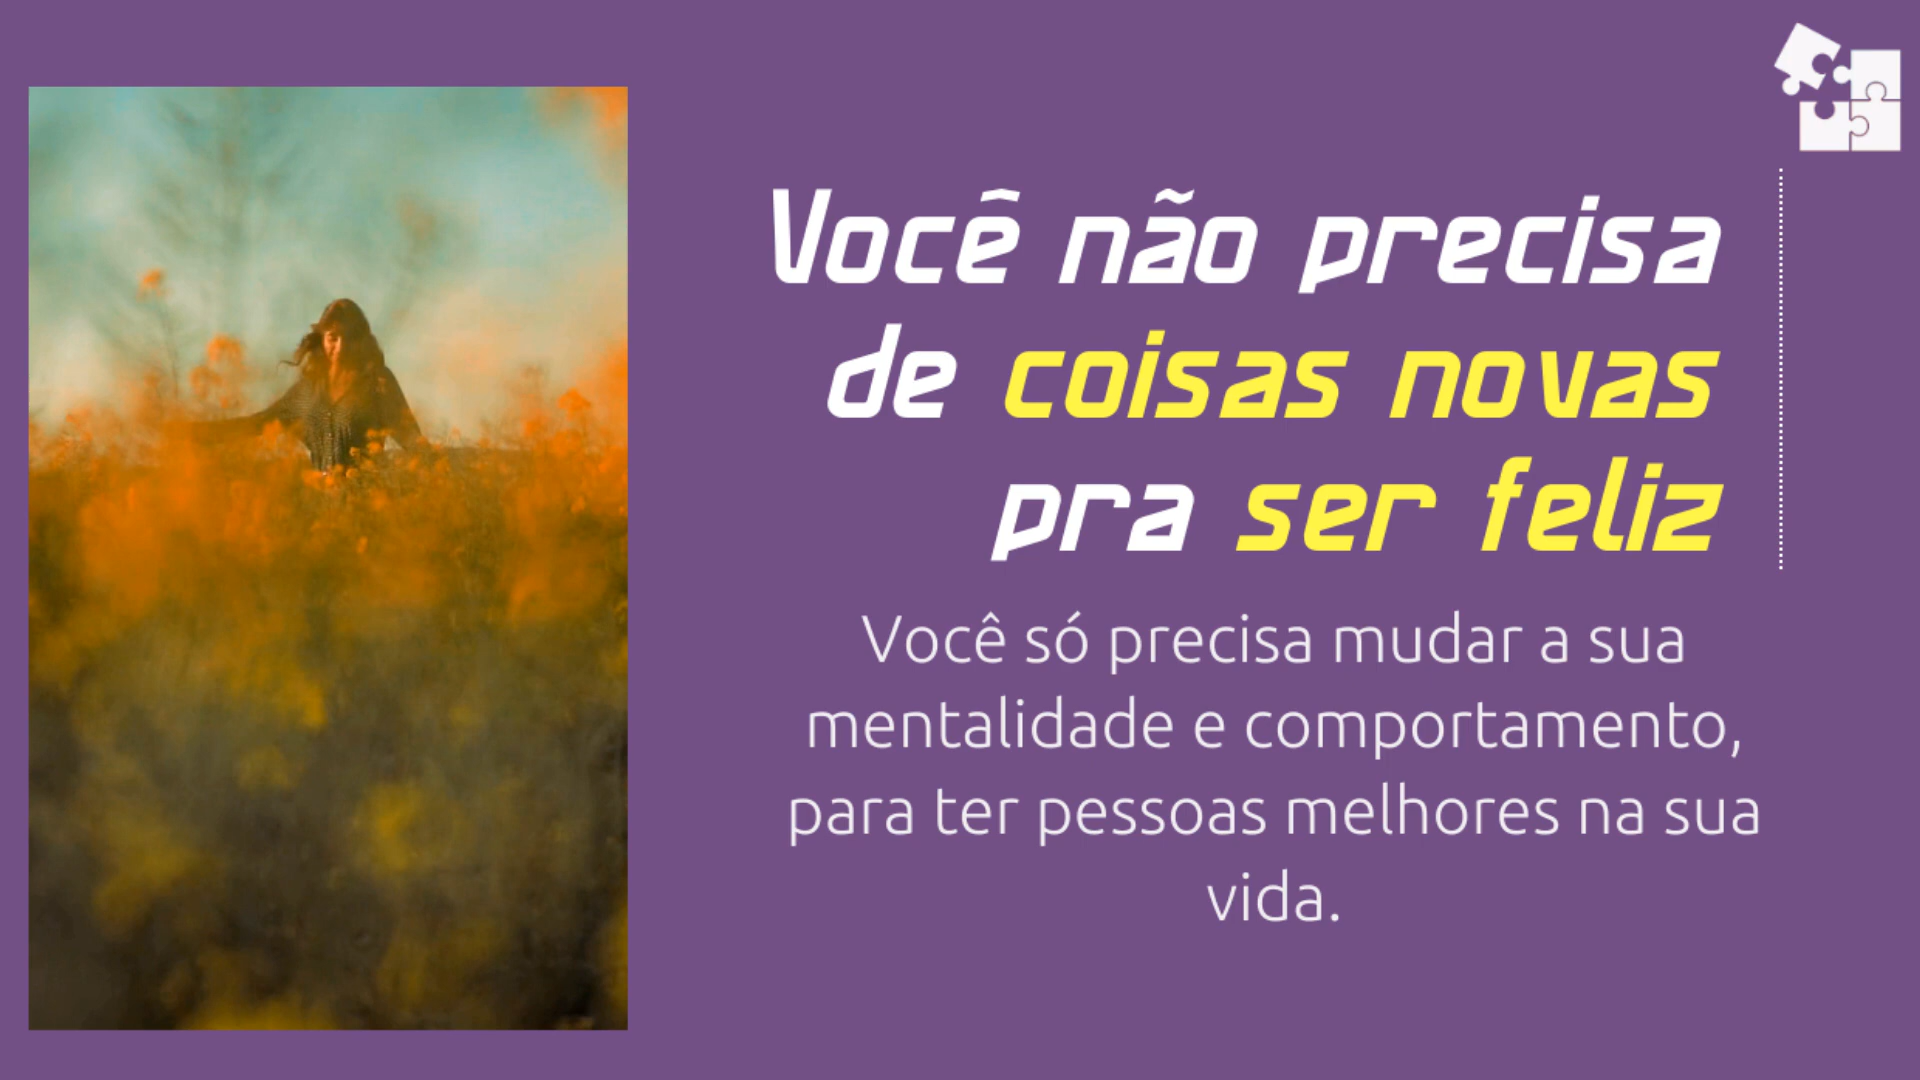 Você não precisa
de coisas novas
pra ser feliz
Você só precisa mudar a sua
mentalidade e comportamento,
para ter pessoas melhores na sua
vida.